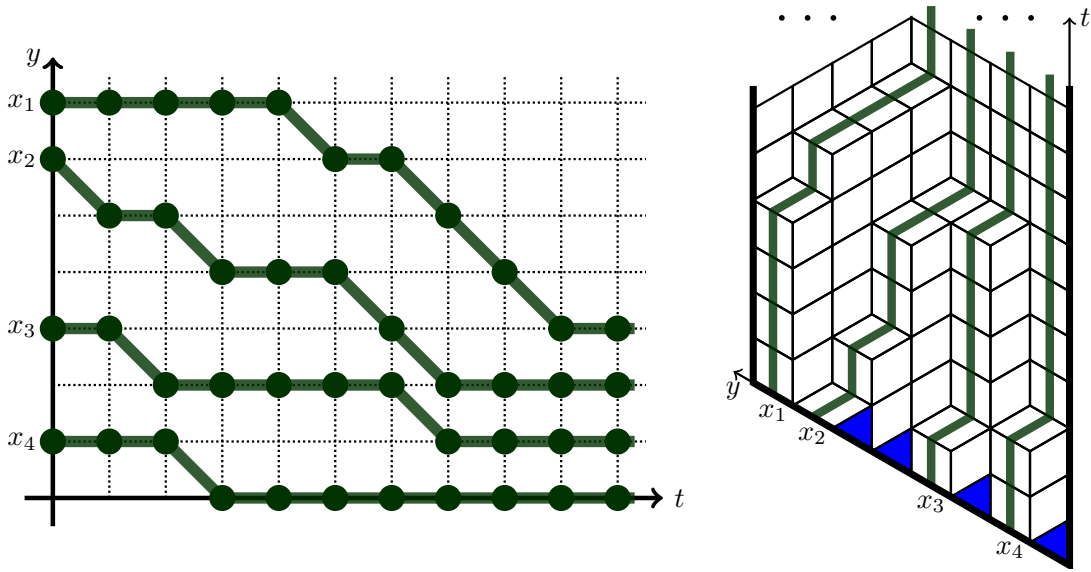 y
x₁
x₂
x₃
x₄
t
• • •
• • •
t
y
x₁
x₂
x₃
x₄